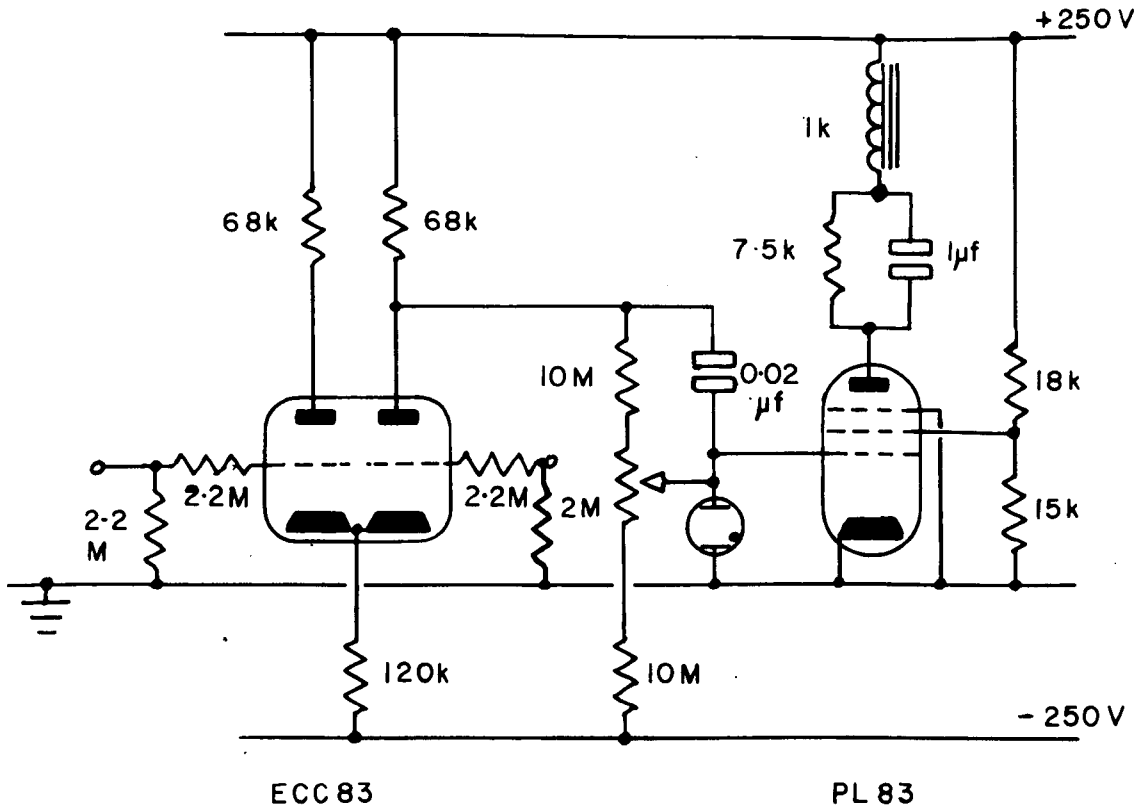 +250V
1k
68k
68k
7·5k
1μf
10M
0·02
μf
18k
2·2M
2·2M
2·2
M
2M
15k
120k
10M
-250V
ECC83
PL83